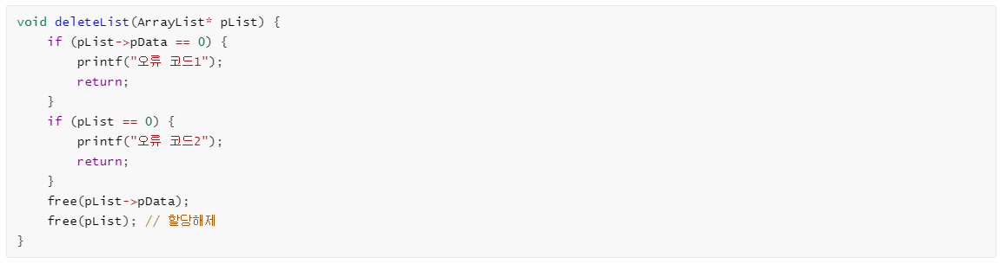 void deleteList(ArrayList* pList) {
    if (pList->pData == 0) {
        printf("오류 코드1");
        return;
    }
    if (pList == 0) {
        printf("오류 코드2");
        return;
    }
    free(pList->pData);
    free(pList); // 할당해제
}